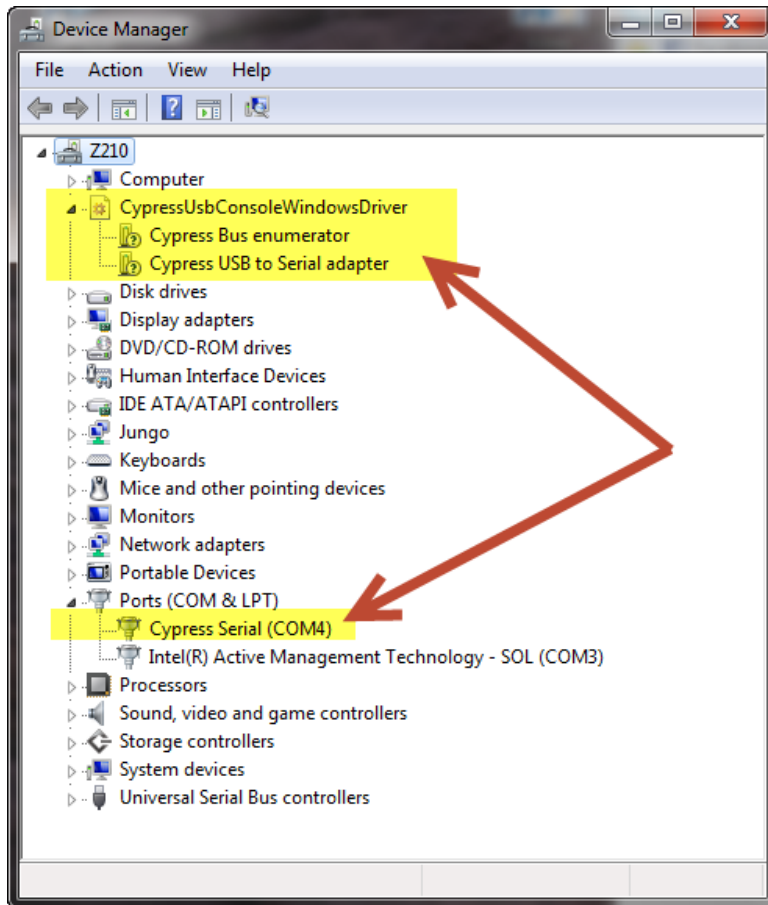 Device Manager
File Action View Help
Z210
Computer
CypressUsbConsoleWindowsDriver
Cypress Bus enumerator
Cypress USB to Serial adapter
Disk drives
Display adapters
DVD/CD-ROM drives
Human Interface Devices
IDE ATA/ATAPI controllers
Jungo
Keyboards
Mice and other pointing devices
Monitors
Network adapters
Portable Devices
Ports (COM & LPT)
Cypress Serial (COM4)
Intel(R) Active Management Technology - SOL (COM3)
Processors
Sound, video and game controllers
Storage controllers
System devices
Universal Serial Bus controllers